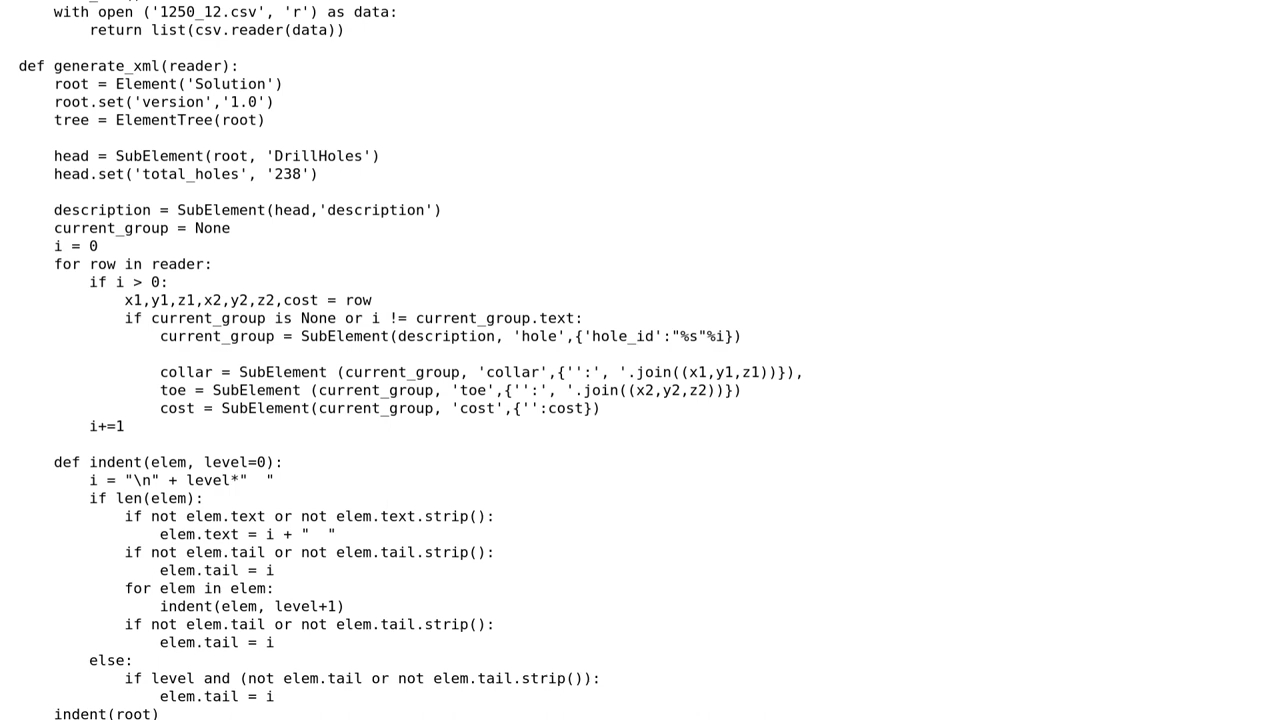 with open ('1250_12.csv', 'r') as data:
return list(csv.reader(data))
def generate_xml(reader):
root = Element('Solution')
root.set('version','1.0')
tree = ElementTree(root)
head = SubElement(root, 'DrillHoles')
head.set('total_holes', '238')
description = SubElement(head,'description')
current_group = None
i = 0
for row in reader:
if i > 0:
x1,y1,z1,x2,y2,z2,cost = row
if current_group is None or i != current_group.text:
current_group = SubElement(description, 'hole',{'hole_id':"%s"%i})
collar = SubElement (current_group, 'collar',{'':', '.join((x1,y1,z1))}),
toe = SubElement (current_group, 'toe',{'':', '.join((x2,y2,z2))})
cost = SubElement(current_group, 'cost',{'':cost})
i+=1
def indent(elem, level=0):
i = "\n" + level*"  "
if len(elem):
if not elem.text or not elem.text.strip():
elem.text = i + "  "
if not elem.tail or not elem.tail.strip():
elem.tail = i
for elem in elem:
indent(elem, level+1)
if not elem.tail or not elem.tail.strip():
elem.tail = i
else:
if level and (not elem.tail or not elem.tail.strip()):
elem.tail = i
indent(root)